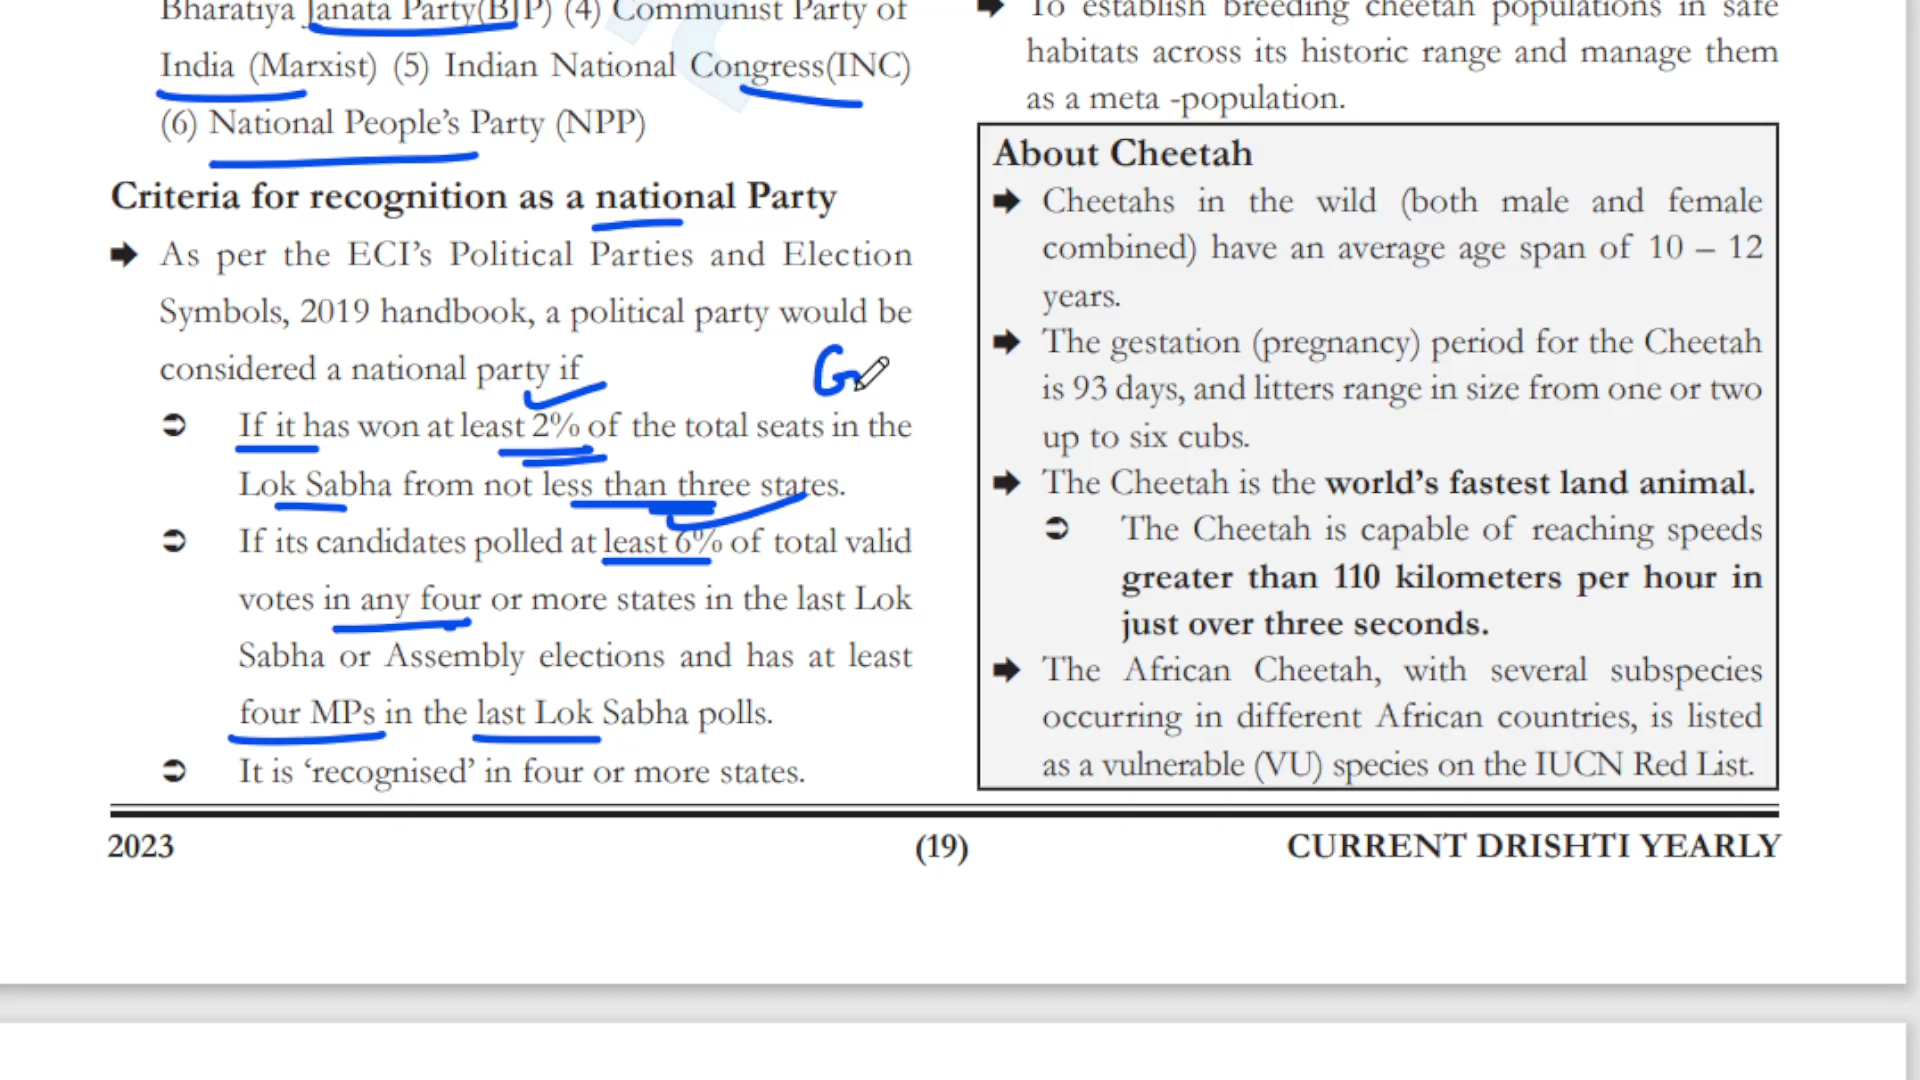 Bharatiya Janata Party(BJP) (4) Communist Party of
India (Marxist) (5) Indian National Congress(INC)
(6) National People's Party (NPP)
Criteria for recognition as a national Party
As per the ECI's Political Parties and Election
Symbols, 2019 handbook, a political party would be
considered a national party if
G
If it has won at least 2% of the total seats in the
Lok Sabha from not less than three states.
If its candidates polled at least 6% of total valid
votes in any four or more states in the last Lok
Sabha or Assembly elections and has at least
four MPs in the last Lok Sabha polls.
It is ‘recognised’ in four or more states.
To establish breeding cheetah populations in safe
habitats across its historic range and manage them
as a meta -population.
About Cheetah
Cheetahs in the wild (both male and female
combined) have an average age span of 10 – 12
years.
The gestation (pregnancy) period for the Cheetah
is 93 days, and litters range in size from one or two
up to six cubs.
The Cheetah is the world's fastest land animal.
The Cheetah is capable of reaching speeds
greater than 110 kilometers per hour in
just over three seconds.
The African Cheetah, with several subspecies
occurring in different African countries, is listed
as a vulnerable (VU) species on the IUCN Red List.
2023 (19) CURRENT DRISHTI YEARLY